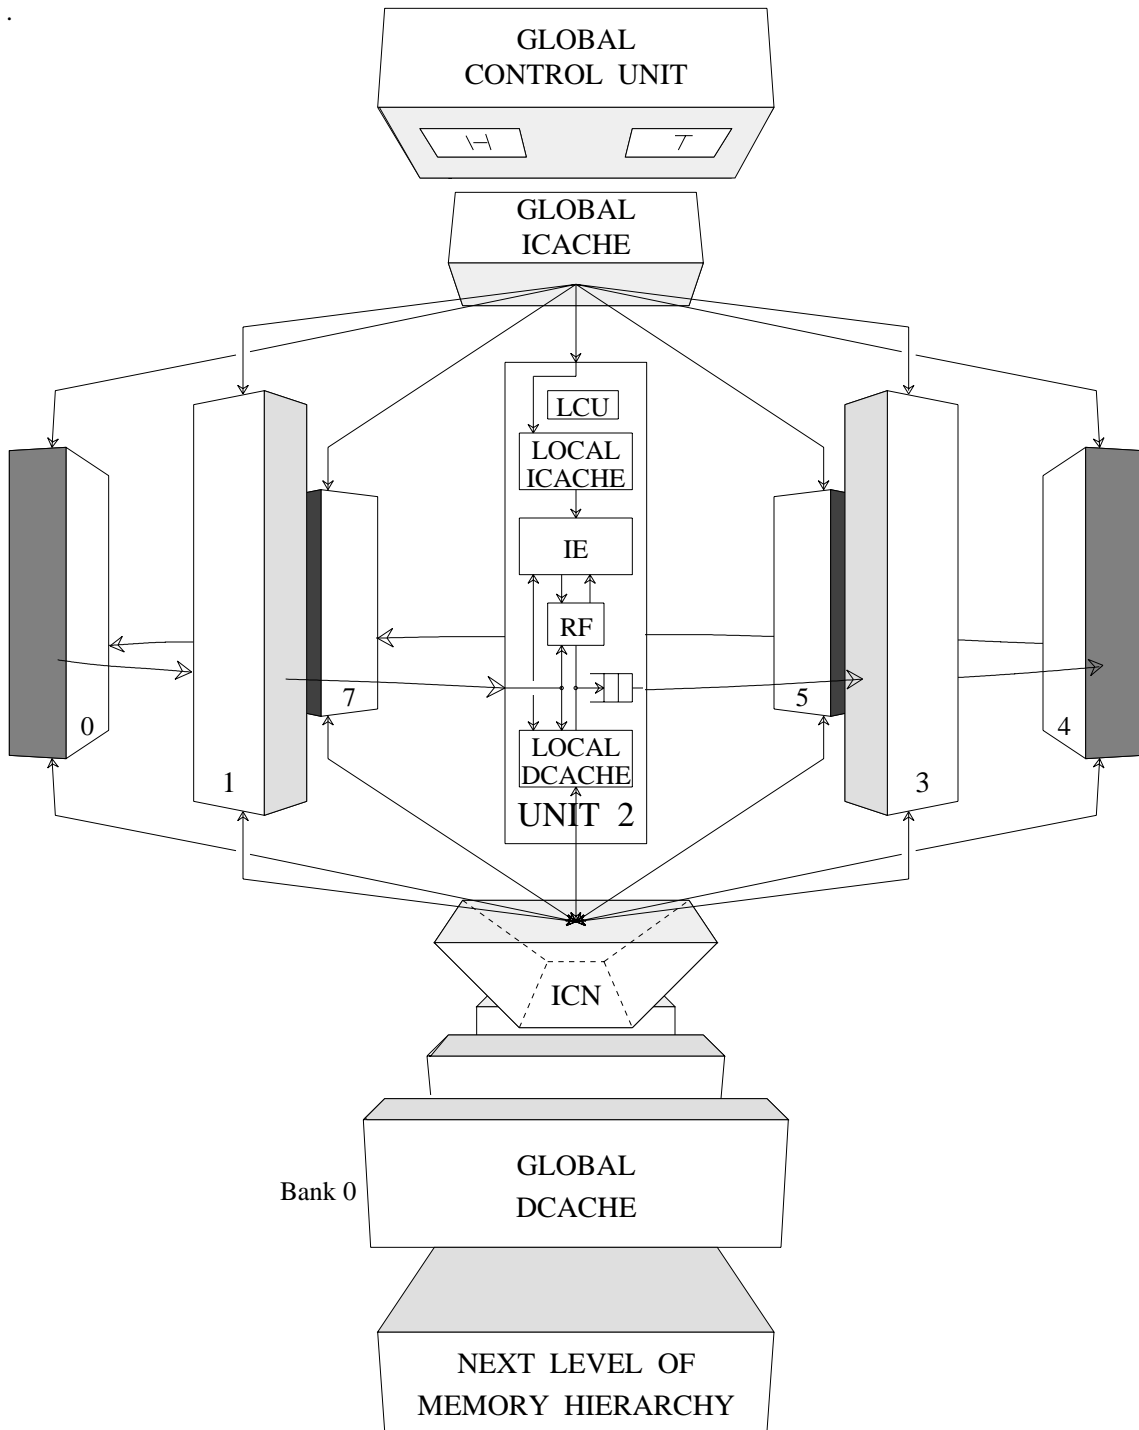 .
GLOBAL
CONTROL UNIT
H
T
GLOBAL
ICACHE
LCU
LOCAL
ICACHE
IE
RF
7
5
0
4
LOCAL
DCACHE
1
3
UNIT 2
ICN
GLOBAL
Bank 0
DCACHE
NEXT LEVEL OF
MEMORY HIERARCHY